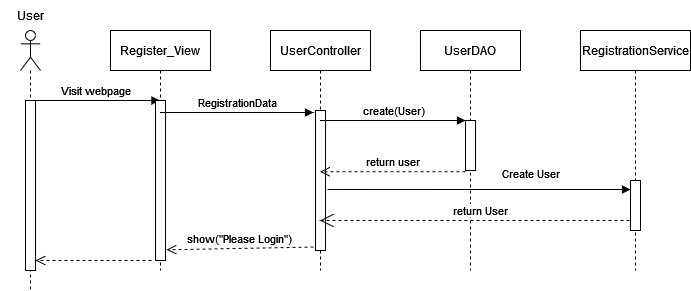 User
Register_View
UserController
UserDAO
RegistrationService
Visit webpage
RegistrationData
create(User)
return user
Create User
return User
show("Please Login")